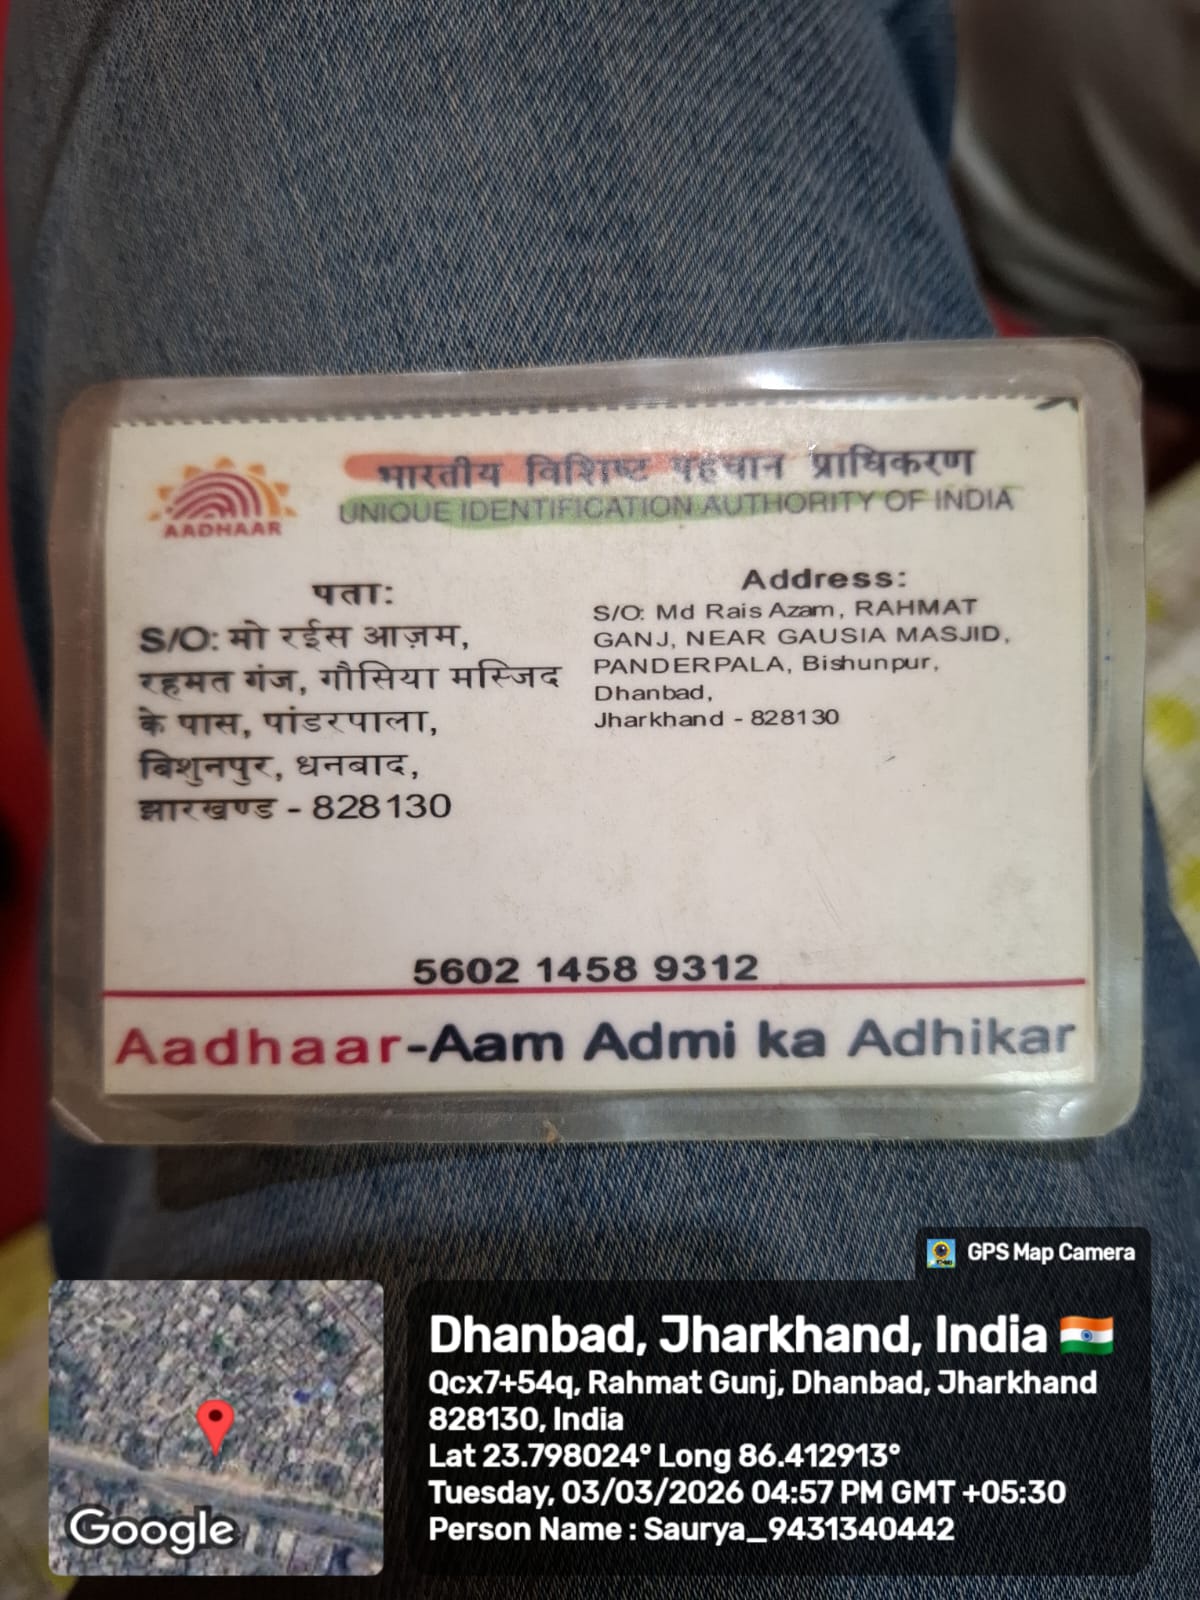 AADHAAR
भारतीय विशिष्ट पहचान प्राधिकरण
UNIQUE IDENTIFICATION AUTHORITY OF INDIA
पता:
S/O: मो रईस आज़म,
रहमत गंज, गौसिया मस्जिद
के पास, पांडरपाला,
बिशुनपुर, धनबाद,
झारखण्ड - 828130
Address:
S/O: Md Rais Azam, RAHMAT
GANJ, NEAR GAUSIA MASJID,
PANDERPALA, Bishunpur,
Dhanbad,
Jharkhand - 828130
5602 1458 9312
Aadhaar-Aam Admi ka Adhikar
GPS Map Camera
Google
Dhanbad, Jharkhand, India
Qcx7+54q, Rahmat Gunj, Dhanbad, Jharkhand
828130, India
Lat 23.798024° Long 86.412913°
Tuesday, 03/03/2026 04:57 PM GMT +05:30
Person Name : Saurya_9431340442